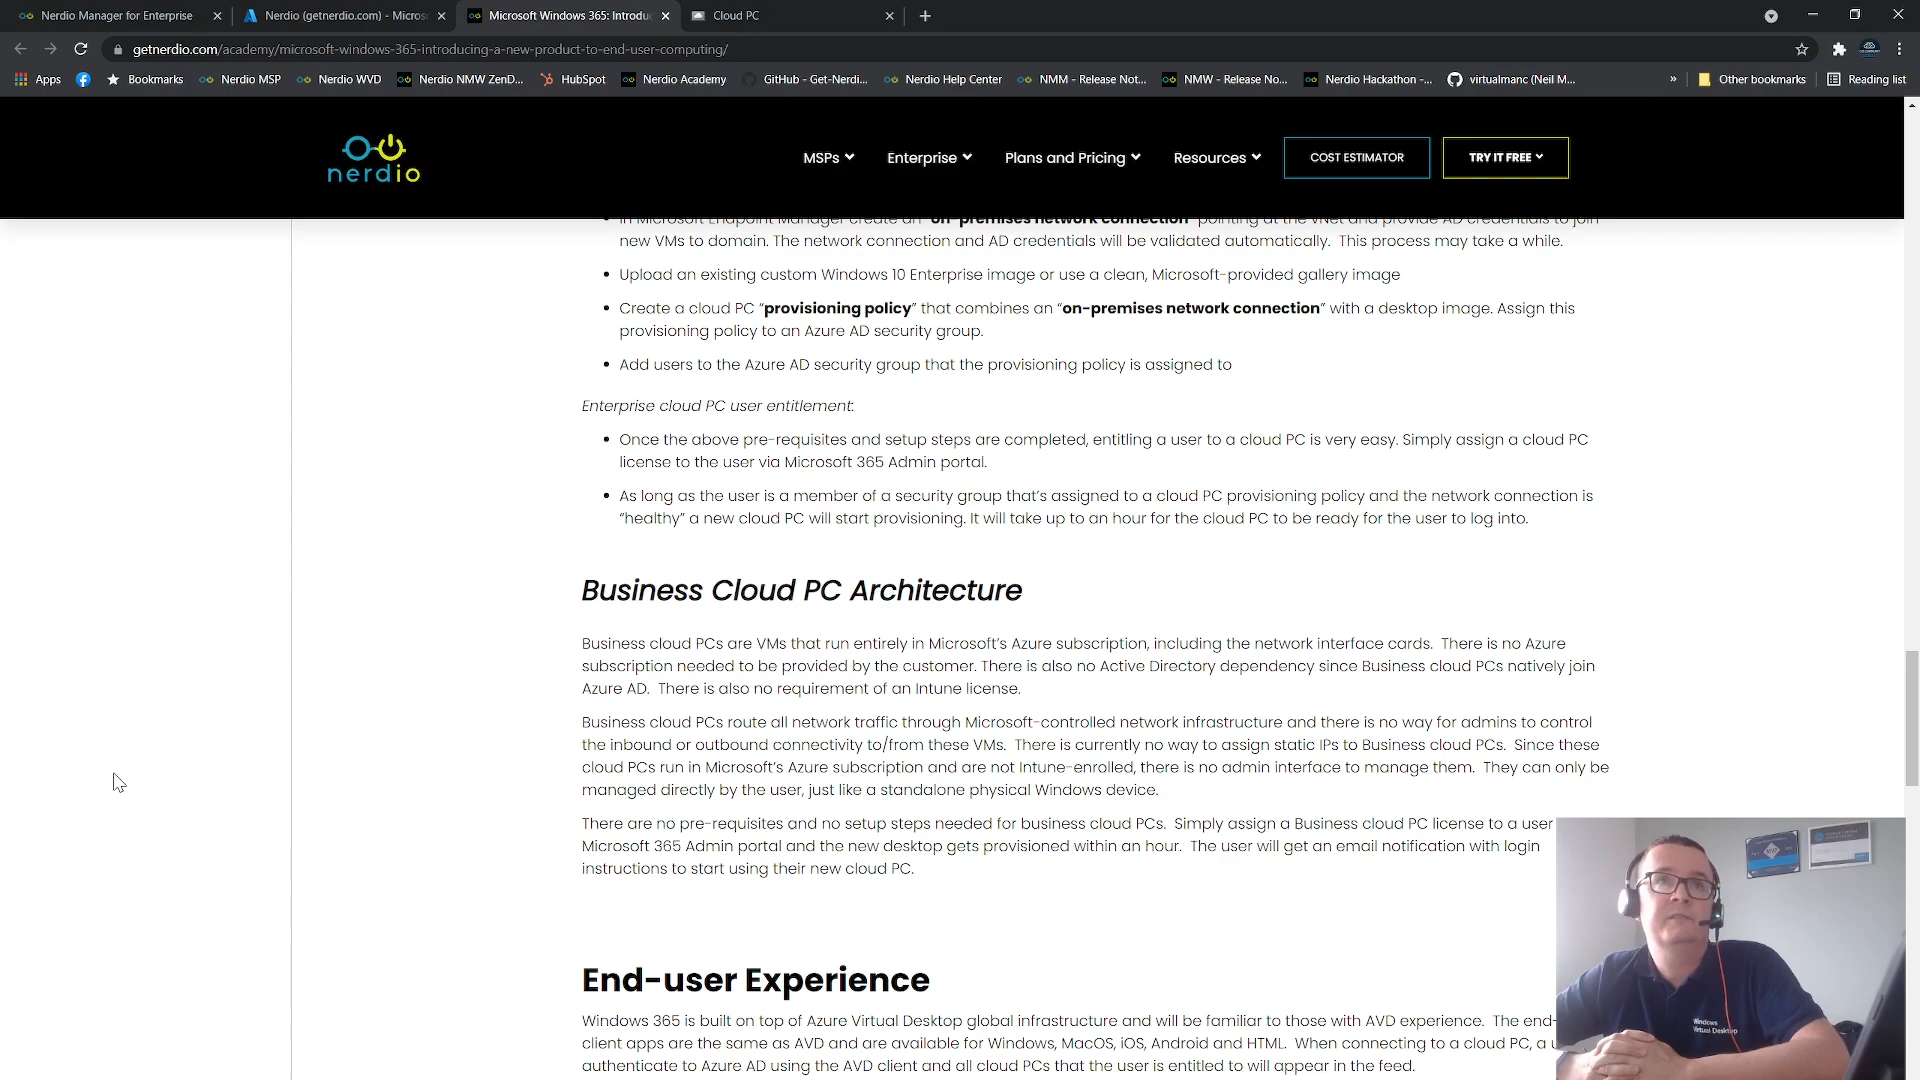 Nerdio Manager for Enterprise
Nerdio (getnerdio.com) - Micros
Microsoft Windows 365: Introduc
Cloud PC
getnerdio.com/academy/microsoft-windows-365-introducing-a-new-product-to-end-user-computing/
Apps
Bookmarks
Nerdio MSP
Nerdio WVD
Nerdio NMW ZenD...
HubSpot
Nerdio Academy
GitHub - Get-Nerdi...
Nerdio Help Center
NMM - Release Not...
NMW - Release No...
Nerdio Hackathon -...
virtualmanc (Neil M...
»
Other bookmarks
Reading list
nerdio
MSPs
Enterprise
Plans and Pricing
Resources
COST ESTIMATOR
TRY IT FREE
• In Microsoft Endpoint Manager create an "on-premises network connection" pointing at the vNet and provide AD credentials to join
new VMs to domain. The network connection and AD credentials will be validated automatically. This process may take a while.
• Upload an existing custom Windows 10 Enterprise image or use a clean, Microsoft-provided gallery image
• Create a cloud PC “provisioning policy” that combines an “on-premises network connection” with a desktop image. Assign this
provisioning policy to an Azure AD security group.
• Add users to the Azure AD security group that the provisioning policy is assigned to
Enterprise cloud PC user entitlement:
• Once the above pre-requisites and setup steps are completed, entitling a user to a cloud PC is very easy. Simply assign a cloud PC
license to the user via Microsoft 365 Admin portal.
• As long as the user is a member of a security group that’s assigned to a cloud PC provisioning policy and the network connection is
“healthy” a new cloud PC will start provisioning. It will take up to an hour for the cloud PC to be ready for the user to log into.
Business Cloud PC Architecture
Business cloud PCs are VMs that run entirely in Microsoft’s Azure subscription, including the network interface cards. There is no Azure
subscription needed to be provided by the customer. There is also no Active Directory dependency since Business cloud PCs natively join
Azure AD. There is also no requirement of an Intune license.
Business cloud PCs route all network traffic through Microsoft-controlled network infrastructure and there is no way for admins to control
the inbound or outbound connectivity to/from these VMs. There is currently no way to assign static IPs to Business cloud PCs. Since these
cloud PCs run in Microsoft’s Azure subscription and are not Intune-enrolled, there is no admin interface to manage them. They can only be
managed directly by the user, just like a standalone physical Windows device.
There are no pre-requisites and no setup steps needed for business cloud PCs. Simply assign a Business cloud PC license to a user
Microsoft 365 Admin portal and the new desktop gets provisioned within an hour. The user will get an email notification with login
instructions to start using their new cloud PC.
End-user Experience
Windows 365 is built on top of Azure Virtual Desktop global infrastructure and will be familiar to those with AVD experience. The end-
client apps are the same as AVD and are available for Windows, MacOS, iOS, Android and HTML. When connecting to a cloud PC, a u
authenticate to Azure AD using the AVD client and all cloud PCs that the user is entitled to will appear in the feed.
Windows
Virtual Desktop